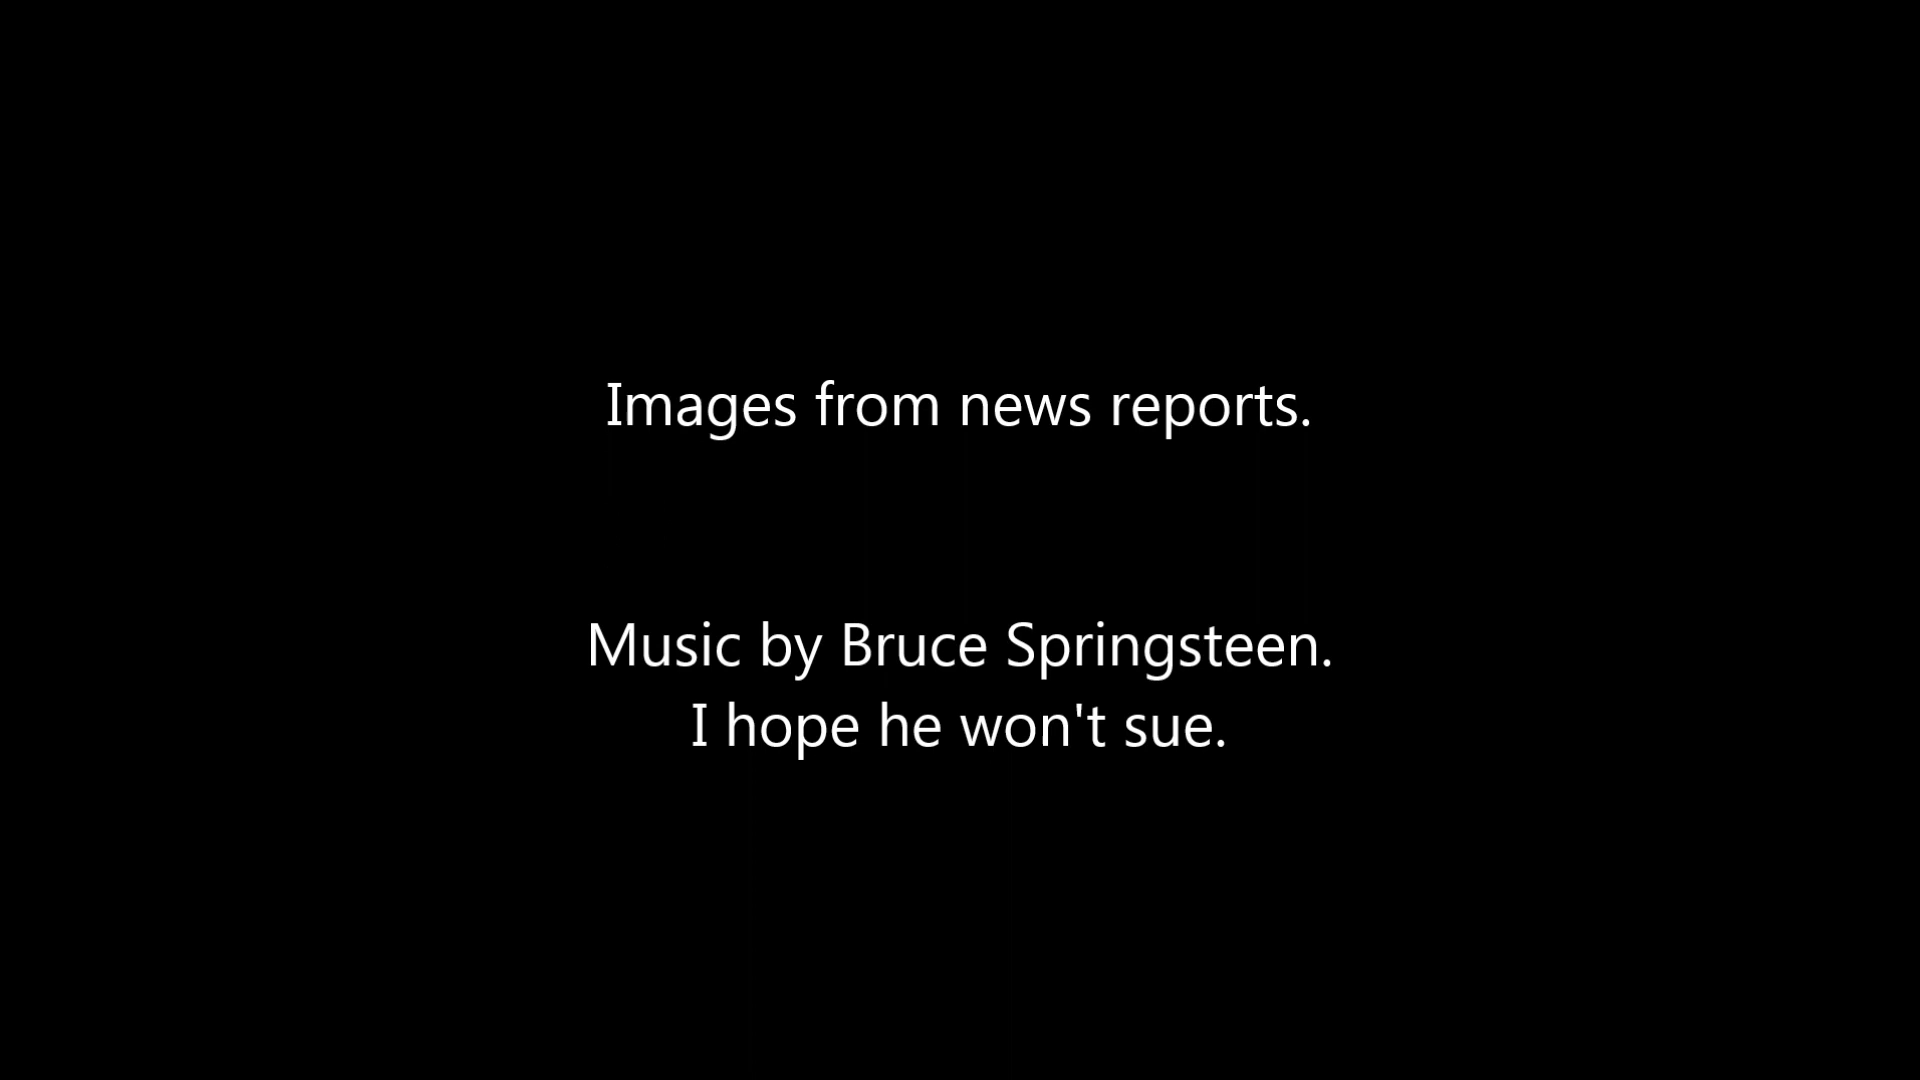 Images from news reports.
Music by Bruce Springsteen.
I hope he won't sue.